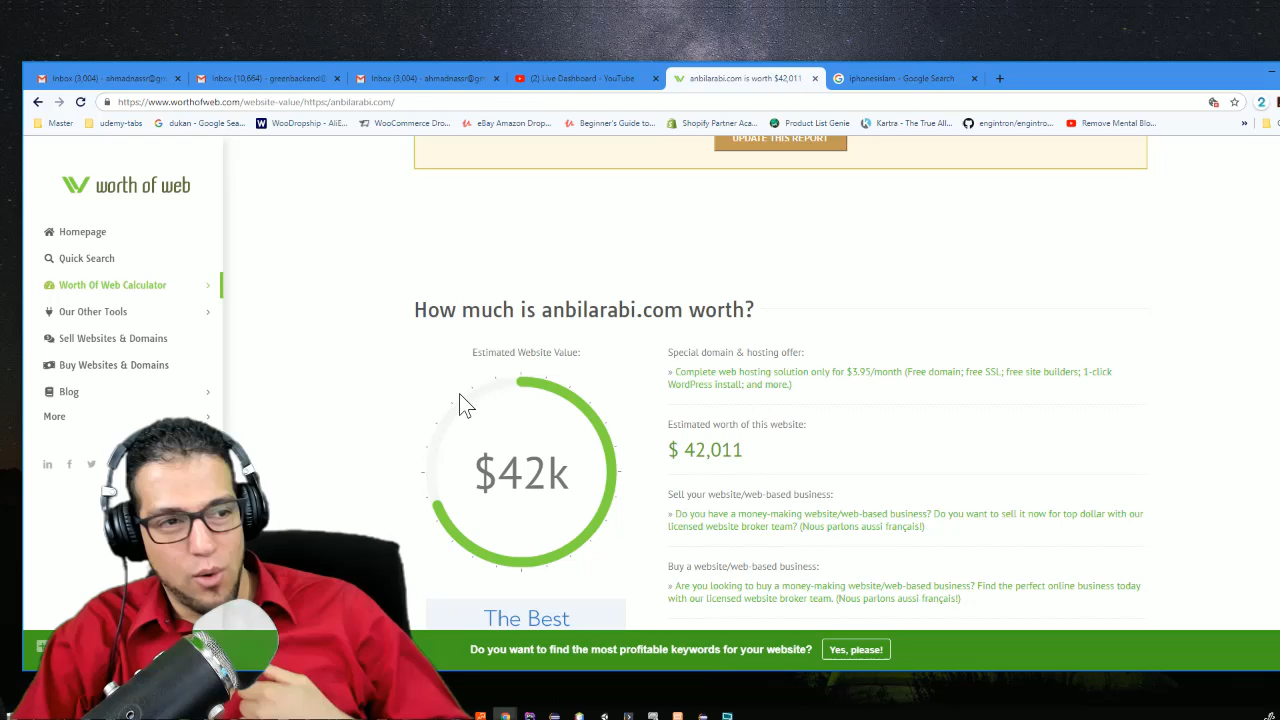 Inbox (3,004) - ahmadnassr@gm
Inbox (10,664) - greenbackend@
Inbox (3,004) - ahmadnassr@gm
(2) Live Dashboard - YouTube
anbilarabi.com is worth $42,011
iphonesislam - Google Search
https://www.worthofweb.com/website-value/https:/anbilarabi.com/
Master
udemy-tabs
dukan - Google Sea...
WooDropship - AliE...
WooCommerce Dro...
eBay Amazon Drop...
Beginner's Guide to...
Shopify Partner Aca...
Product List Genie
Kartra - The True All...
engintron/engintro...
Remove Mental Blo...
UPDATE THIS REPORT
worth of web
Homepage
Quick Search
Worth Of Web Calculator
Our Other Tools
Sell Websites & Domains
Buy Websites & Domains
Blog
More
How much is anbilarabi.com worth?
Estimated Website Value:
$42k
The Best
Special domain & hosting offer:
» Complete web hosting solution only for $3.95/month (Free domain; free SSL; free site builders; 1-click
WordPress install; and more.)
Estimated worth of this website:
$ 42,011
Sell your website/web-based business:
» Do you have a money-making website/web-based business? Do you want to sell it now for top dollar with our
licensed website broker team? (Nous parlons aussi français!)
Buy a website/web-based business:
» Are you looking to buy a money-making website/web-based business? Find the perfect online business today
with our licensed website broker team. (Nous parlons aussi français!)
Do you want to find the most profitable keywords for your website?
Yes, please!